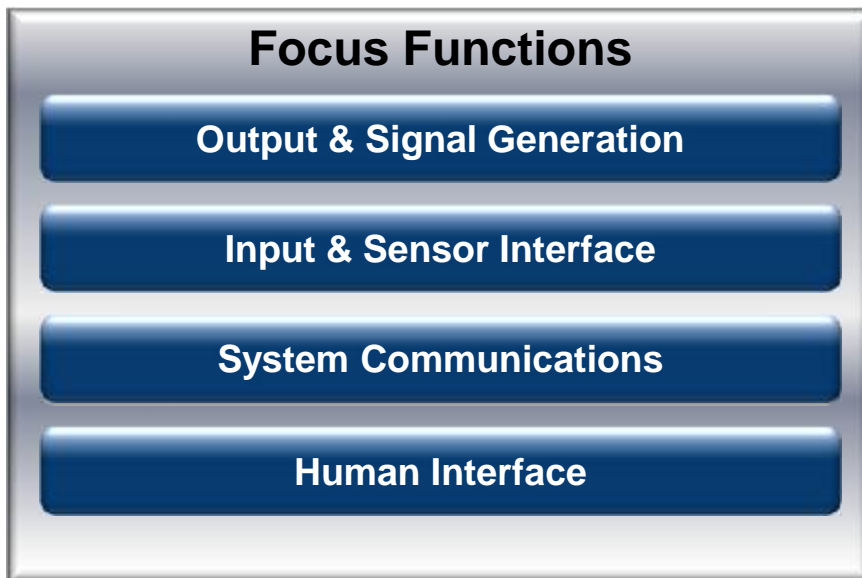 Focus Functions
Output & Signal Generation
Input & Sensor Interface
System Communications
Human Interface